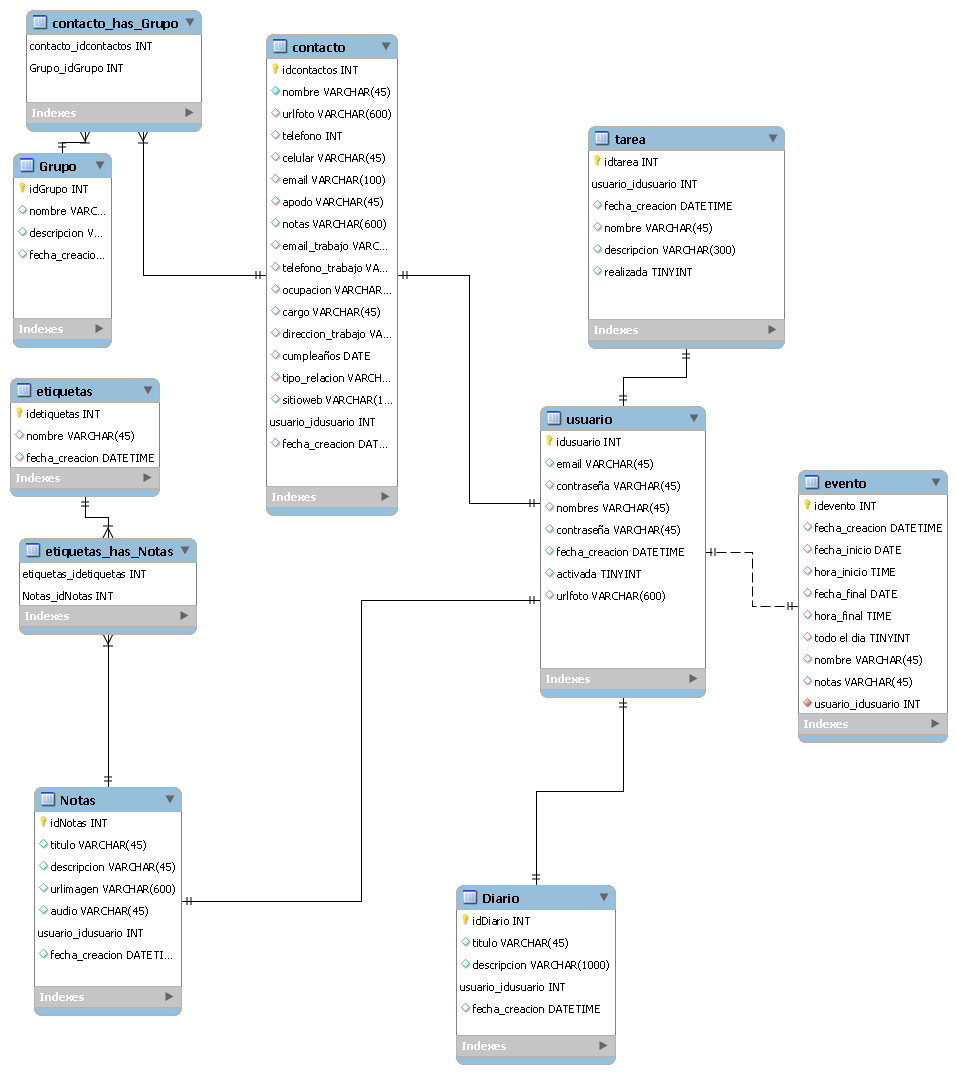 contacto_has_Grupo
contacto_idcontactos INT
Grupo_idGrupo INT
Indexes
Grupo
idGrupo INT
nombre VARC...
descripcion V...
fecha_creacio...
Indexes
contacto
idcontactos INT
nombre VARCHAR(45)
urlfoto VARCHAR(600)
telefono INT
celular VARCHAR(45)
email VARCHAR(100)
apodo VARCHAR(45)
notas VARCHAR(600)
email_trabajo VARC...
telefono_trabajo VA...
ocupacion VARCHAR...
cargo VARCHAR(45)
direccion_trabajo VA...
cumpleaños DATE
tipo_relacion VARCH...
sitioweb VARCHAR(1...
usuario_idusuario INT
fecha_creacion DAT...
Indexes
tarea
idtarea INT
usuario_idusuario INT
fecha_creacion DATETIME
nombre VARCHAR(45)
descripcion VARCHAR(300)
realizada TINYINT
Indexes
etiquetas
idetiquetas INT
nombre VARCHAR(45)
fecha_creacion DATETIME
Indexes
etiquetas_has_Notas
etiquetas_idetiquetas INT
Notas_idNotas INT
Indexes
usuario
idusuario INT
email VARCHAR(45)
contraseña VARCHAR(45)
nombres VARCHAR(45)
contraseña VARCHAR(45)
fecha_creacion DATETIME
activada TINYINT
urlfoto VARCHAR(600)
Indexes
evento
idevento INT
fecha_creacion DATETIME
fecha_inicio DATE
hora_inicio TIME
fecha_final DATE
hora_final TIME
todo el dia TINYINT
nombre VARCHAR(45)
notas VARCHAR(45)
usuario_idusuario INT
Indexes
Notas
idNotas INT
titulo VARCHAR(45)
descripcion VARCHAR(45)
urlimagen VARCHAR(600)
audio VARCHAR(45)
usuario_idusuario INT
fecha_creacion DATETI...
Indexes
Diario
idDiario INT
titulo VARCHAR(45)
descripcion VARCHAR(1000)
usuario_idusuario INT
fecha_creacion DATETIME
Indexes